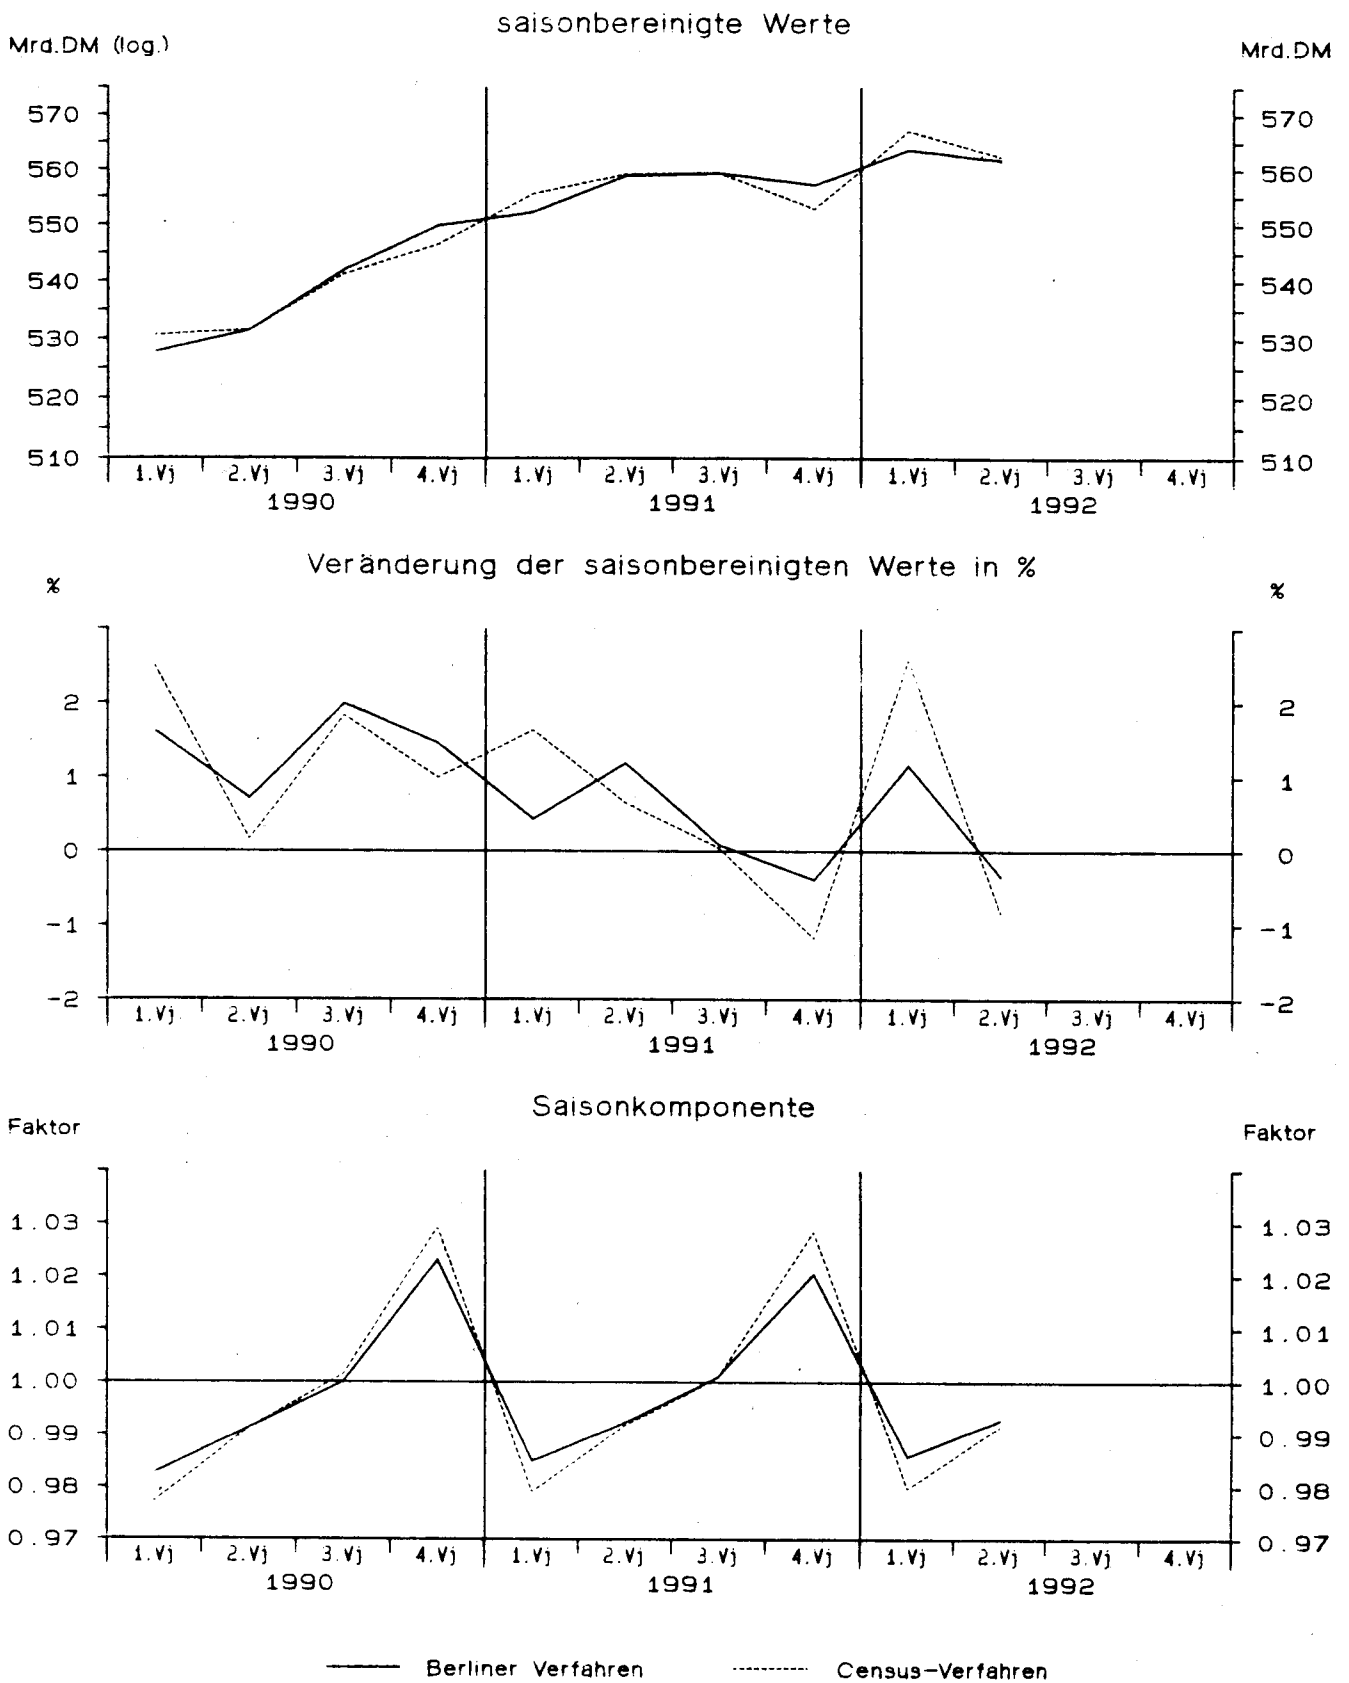 saisonbereinigte Werte
Mrd.DM (log.)
Mrd.DM
570
570
560
560
550
550
540
540
530
530
520
520
510
510
1.Vj 2.Vj 3.Vj 4.Vj 1.Vj 2.Vj 3.Vj 4.Vj 1.Vj 2.Vj 3.Vj 4.Vj
1990 1991 1992
Veränderung der saisonbereinigten Werte in %
%
%
2
2
1
1
0
0
-1
-1
-2
-2
1.Vj 2.Vj 3.Vj 4.Vj 1.Vj 2.Vj 3.Vj 4.Vj 1.Vj 2.Vj 3.Vj 4.Vj
1990 1991 1992
Saisonkomponente
Faktor
Faktor
1.03
1.03
1.02
1.02
1.01
1.01
1.00
1.00
0.99
0.99
0.98
0.98
0.97
0.97
1.Vj 2.Vj 3.Vj 4.Vj 1.Vj 2.Vj 3.Vj 4.Vj 1.Vj 2.Vj 3.Vj 4.Vj
1990 1991 1992
Berliner Verfahren Census-Verfahren